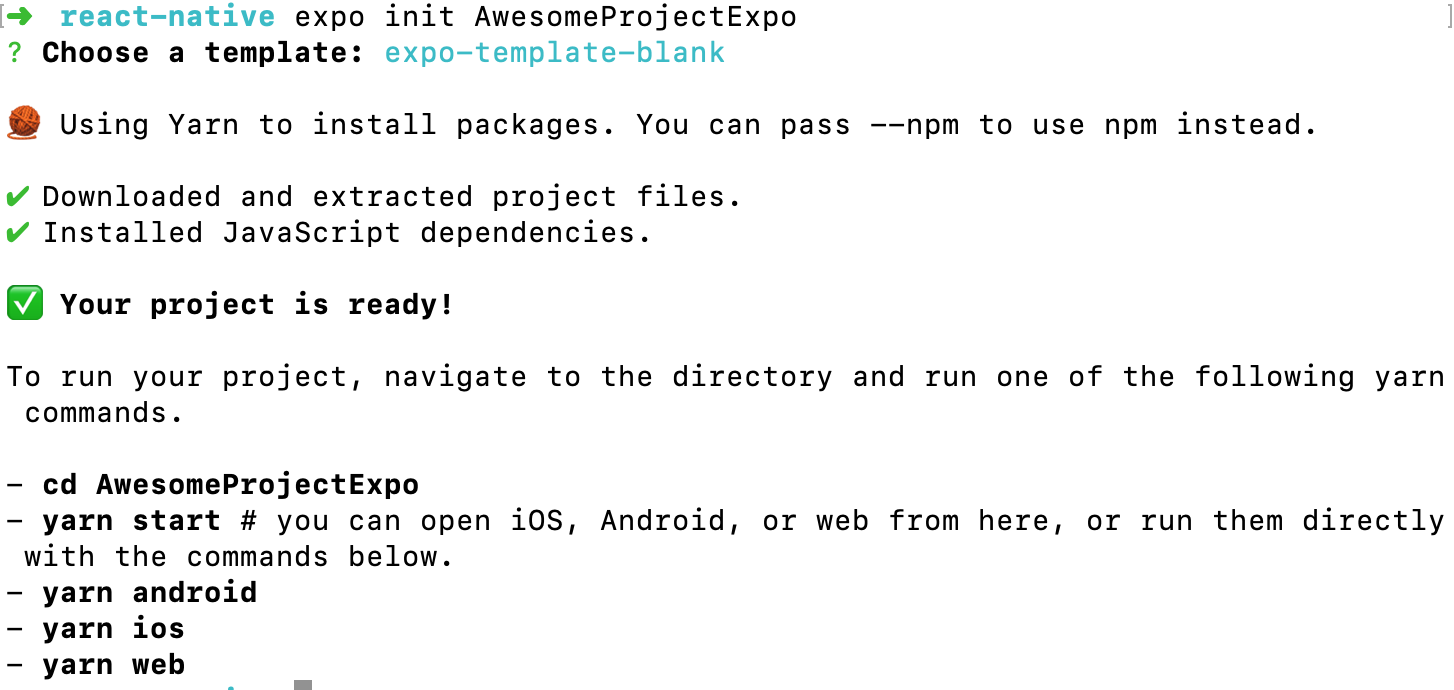 [➜ react-native expo init AwesomeProjectExpo ]
? Choose a template: expo-template-blank
🧶 Using Yarn to install packages. You can pass --npm to use npm instead.
✔ Downloaded and extracted project files.
✔ Installed JavaScript dependencies.
✅ Your project is ready!
To run your project, navigate to the directory and run one of the following yarn
commands.
- cd AwesomeProjectExpo
- yarn start # you can open iOS, Android, or web from here, or run them directly
with the commands below.
- yarn android
- yarn ios
- yarn web